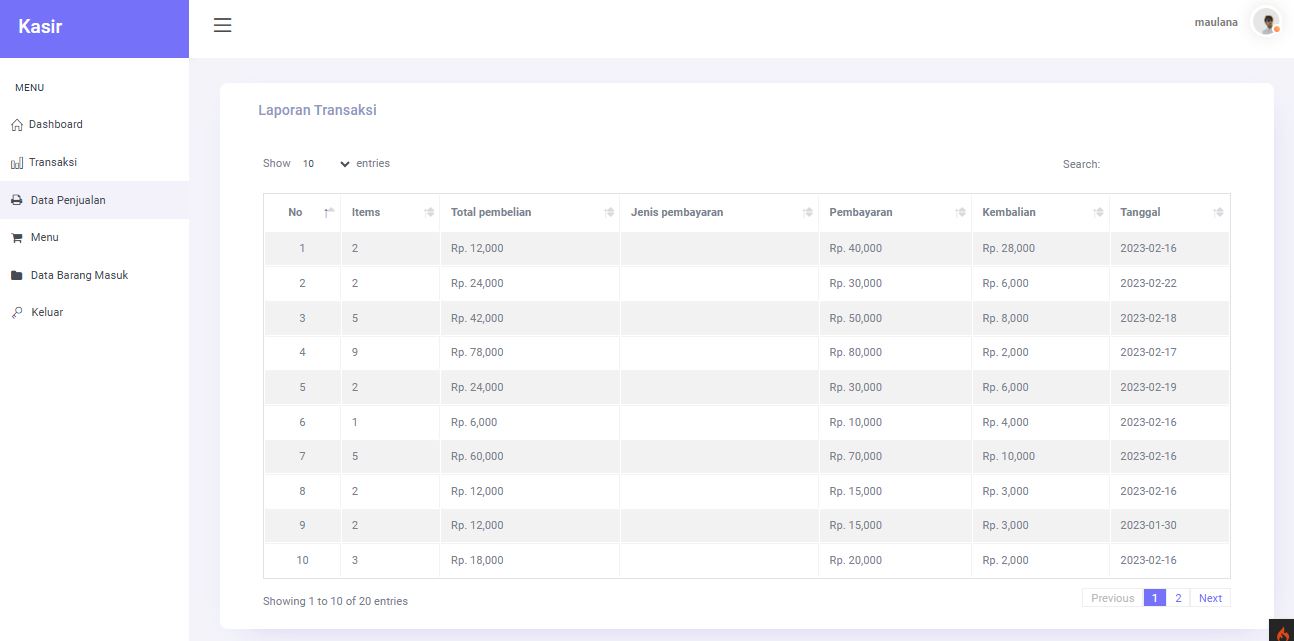 Kasir
maulana
MENU
Dashboard
Transaksi
Data Penjualan
Menu
Data Barang Masuk
Keluar
Laporan Transaksi
Show 10 entries
Search:
No Items Total pembelian Jenis pembayaran Pembayaran Kembalian Tanggal
1 2 Rp. 12,000 Rp. 40,000 Rp. 28,000 2023-02-16
2 2 Rp. 24,000 Rp. 30,000 Rp. 6,000 2023-02-22
3 5 Rp. 42,000 Rp. 50,000 Rp. 8,000 2023-02-18
4 9 Rp. 78,000 Rp. 80,000 Rp. 2,000 2023-02-17
5 2 Rp. 24,000 Rp. 30,000 Rp. 6,000 2023-02-19
6 1 Rp. 6,000 Rp. 10,000 Rp. 4,000 2023-02-16
7 5 Rp. 60,000 Rp. 70,000 Rp. 10,000 2023-02-16
8 2 Rp. 12,000 Rp. 15,000 Rp. 3,000 2023-02-16
9 2 Rp. 12,000 Rp. 15,000 Rp. 3,000 2023-01-30
10 3 Rp. 18,000 Rp. 20,000 Rp. 2,000 2023-02-16
Showing 1 to 10 of 20 entries
Previous 1 2 Next